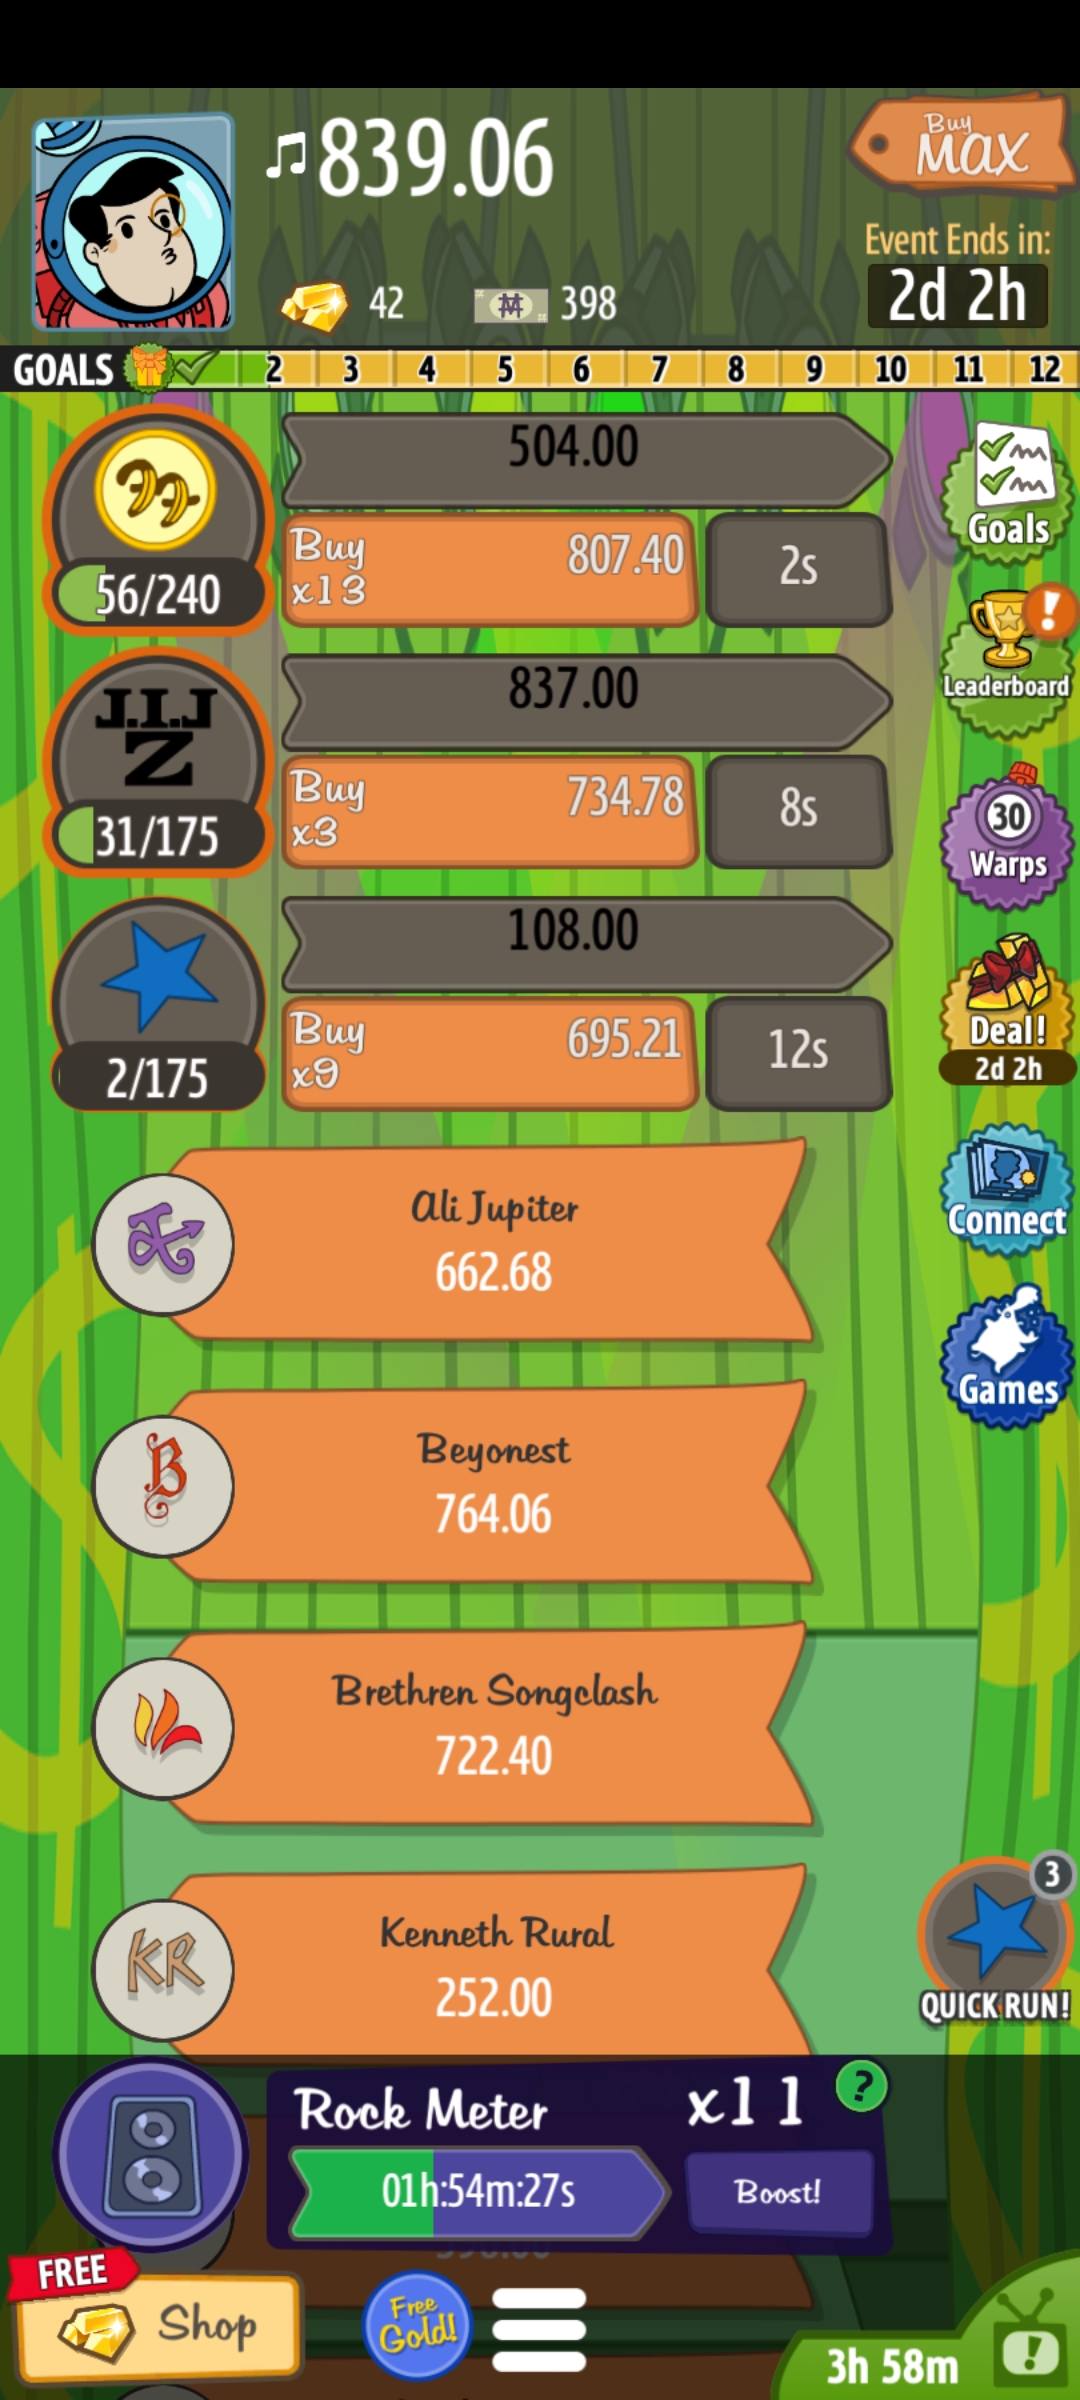 839.06
Buy
MAX
Event Ends in:
42
398
2d 2h
GOALS 2 3 4 5 6 7 8 9 10 11 12
504.00
Buy
x13
807.40
2s
56/240
Goals
J.I.J
Z
837.00
Buy
x3
734.78
8s
31/175
!
Leaderboard
30
Warps
108.00
Buy
x9
695.21
12s
2/175
Deal!
2d 2h
Ali Jupiter
662.68
Connect
Beyonest
764.06
B
Games
Brethren Songclash
722.40
Kenneth Rural
252.00
KR
3
QUICK RUN!
Rock Meter
x11
?
01h:54m:27s
Boost!
FREE
Shop
Free
Gold!
3h 58m
!